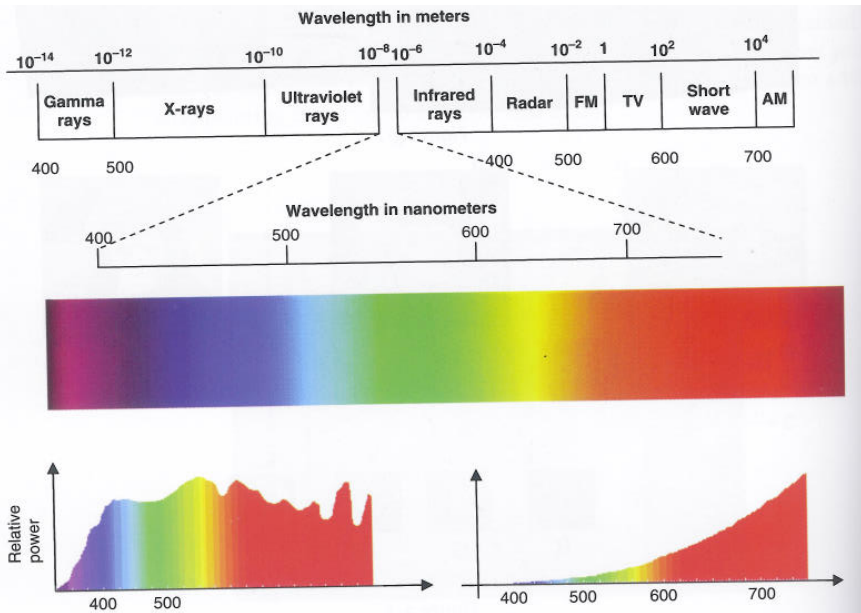 Wavelength in meters
10⁻¹⁴ 10⁻¹² 10⁻¹⁰ 10⁻⁸ 10⁻⁶ 10⁻⁴ 10⁻² 1 10² 10⁴
Gamma rays X-rays Ultraviolet rays Infrared rays Radar FM TV Short wave AM
400 500 400 500 600 700
Wavelength in nanometers
400 500 600 700
Relative power
400 500 400 500 600 700